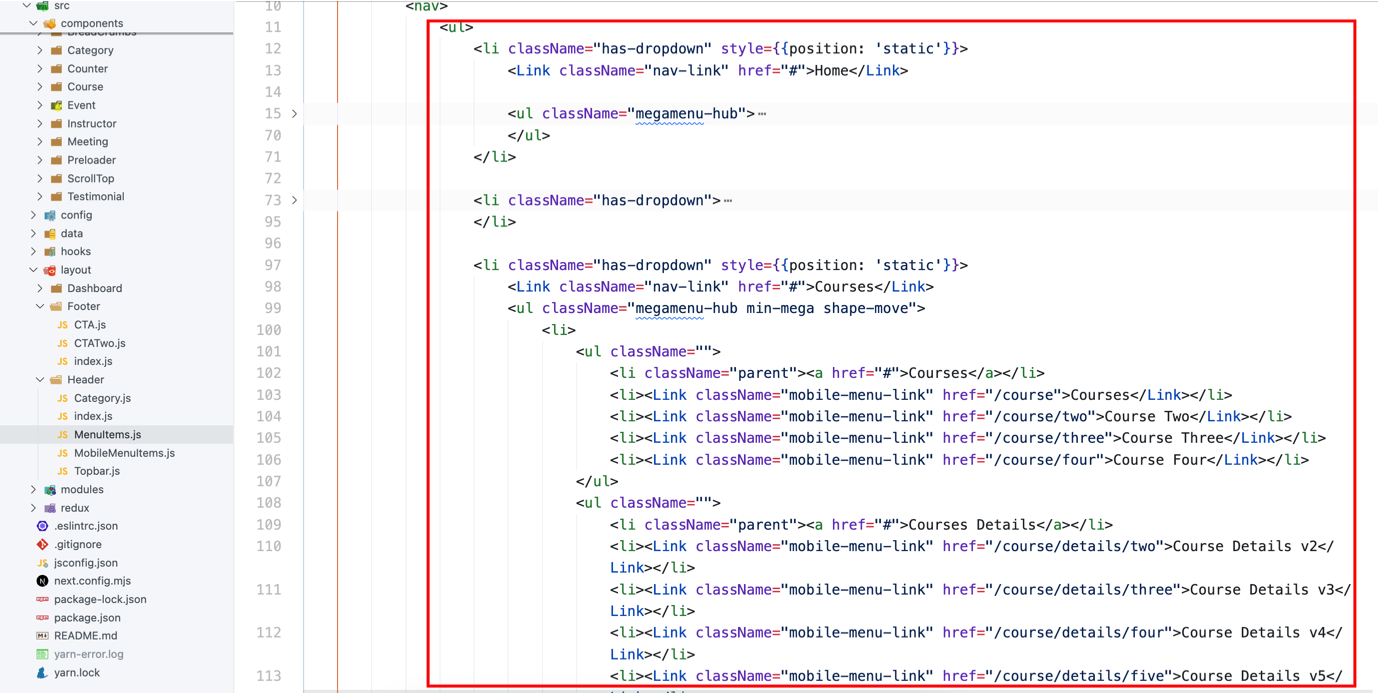 src
components
BreadCrumbs
Category
Counter
Course
Event
Instructor
Meeting
Preloader
ScrollTop
Testimonial
config
data
hooks
layout
Dashboard
Footer
JS CTA.js
JS CTATwo.js
JS index.js
Header
JS Category.js
JS index.js
JS MenuItems.js
JS MobileMenuItems.js
JS Topbar.js
modules
redux
.eslintrc.json
.gitignore
JS jsconfig.json
N next.config.mjs
package-lock.json
package.json
README.md
yarn-error.log
yarn.lock
10 <nav>
11 <ul>
12 <li className="has-dropdown" style={{position: 'static'}}>
13 <Link className="nav-link" href="#">Home</Link>
14
15 <ul className="megamenu-hub">…
70 </ul>
71 </li>
72
73 <li className="has-dropdown">…
95 </li>
96
97 <li className="has-dropdown" style={{position: 'static'}}>
98 <Link className="nav-link" href="#">Courses</Link>
99 <ul className="megamenu-hub min-mega shape-move">
100 <li>
101 <ul className="">
102 <li className="parent"><a href="#">Courses</a></li>
103 <li><Link className="mobile-menu-link" href="/course">Courses</Link></li>
104 <li><Link className="mobile-menu-link" href="/course/two">Course Two</Link></li>
105 <li><Link className="mobile-menu-link" href="/course/three">Course Three</Link></li>
106 <li><Link className="mobile-menu-link" href="/course/four">Course Four</Link></li>
107 </ul>
108 <ul className="">
109 <li className="parent"><a href="#">Courses Details</a></li>
110 <li><Link className="mobile-menu-link" href="/course/details/two">Course Details v2</
Link></li>
111 <li><Link className="mobile-menu-link" href="/course/details/three">Course Details v3</
Link></li>
112 <li><Link className="mobile-menu-link" href="/course/details/four">Course Details v4</
Link></li>
113 <li><Link className="mobile-menu-link" href="/course/details/five">Course Details v5</